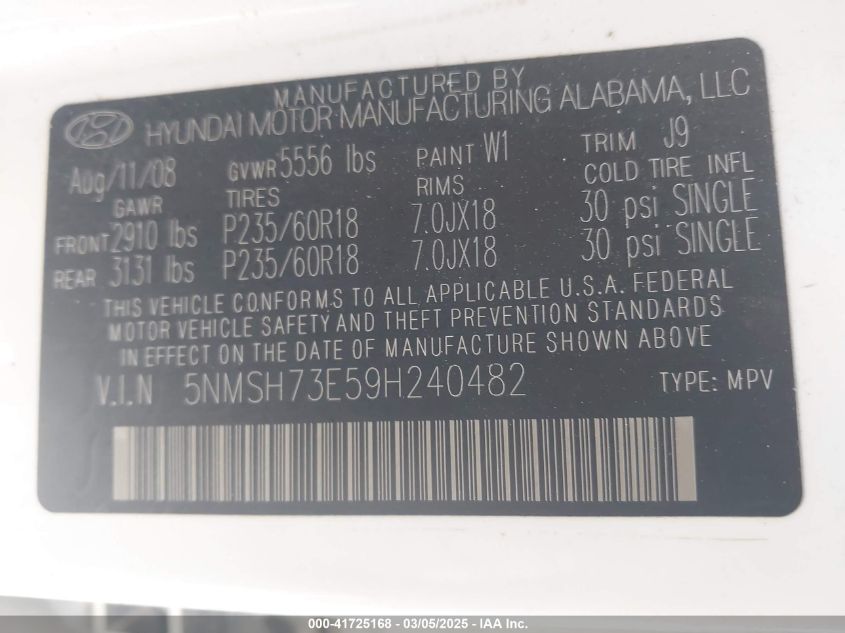 MANUFACTURED BY
HYUNDAI MOTOR MANUFACTURING ALABAMA, LLC
Aug/11/08 GVWR 5556 lbs PAINT W1 TRIM J9
GAWR TIRES RIMS COLD TIRE INFL
FRONT 2910 lbs P235/60R18 7.0JX18 30 psi SINGLE
REAR 3131 lbs P235/60R18 7.0JX18 30 psi SINGLE
THIS VEHICLE CONFORMS TO ALL APPLICABLE U.S.A. FEDERAL
MOTOR VEHICLE SAFETY AND THEFT PREVENTION STANDARDS
IN EFFECT ON THE DATE OF MANUFACTURE SHOWN ABOVE
V.I.N 5NMSH73E59H240482 TYPE: MPV
000-41725168 - 03/05/2025 - IAA Inc.